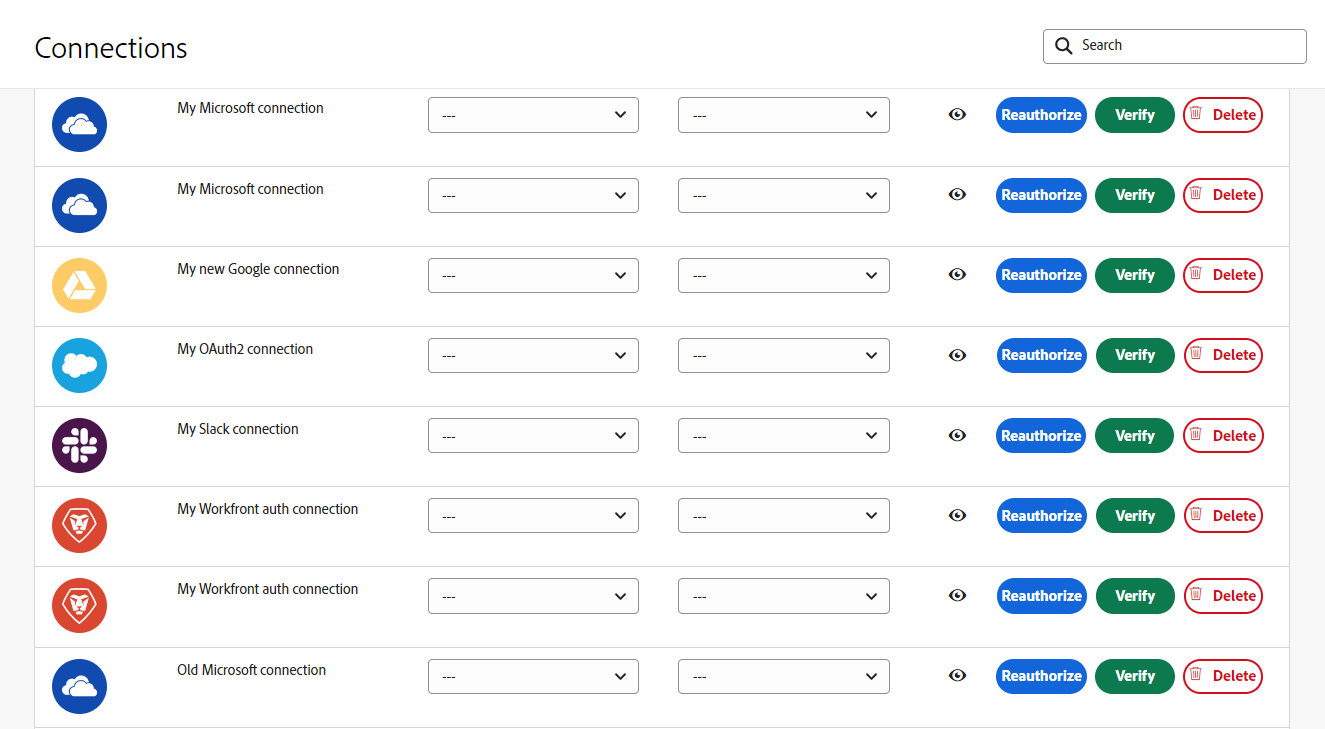 Connections
Search
My Microsoft connection --- --- Reauthorize Verify Delete
My Microsoft connection --- --- Reauthorize Verify Delete
My new Google connection --- --- Reauthorize Verify Delete
My OAuth2 connection --- --- Reauthorize Verify Delete
My Slack connection --- --- Reauthorize Verify Delete
My Workfront auth connection --- --- Reauthorize Verify Delete
My Workfront auth connection --- --- Reauthorize Verify Delete
Old Microsoft connection --- --- Reauthorize Verify Delete